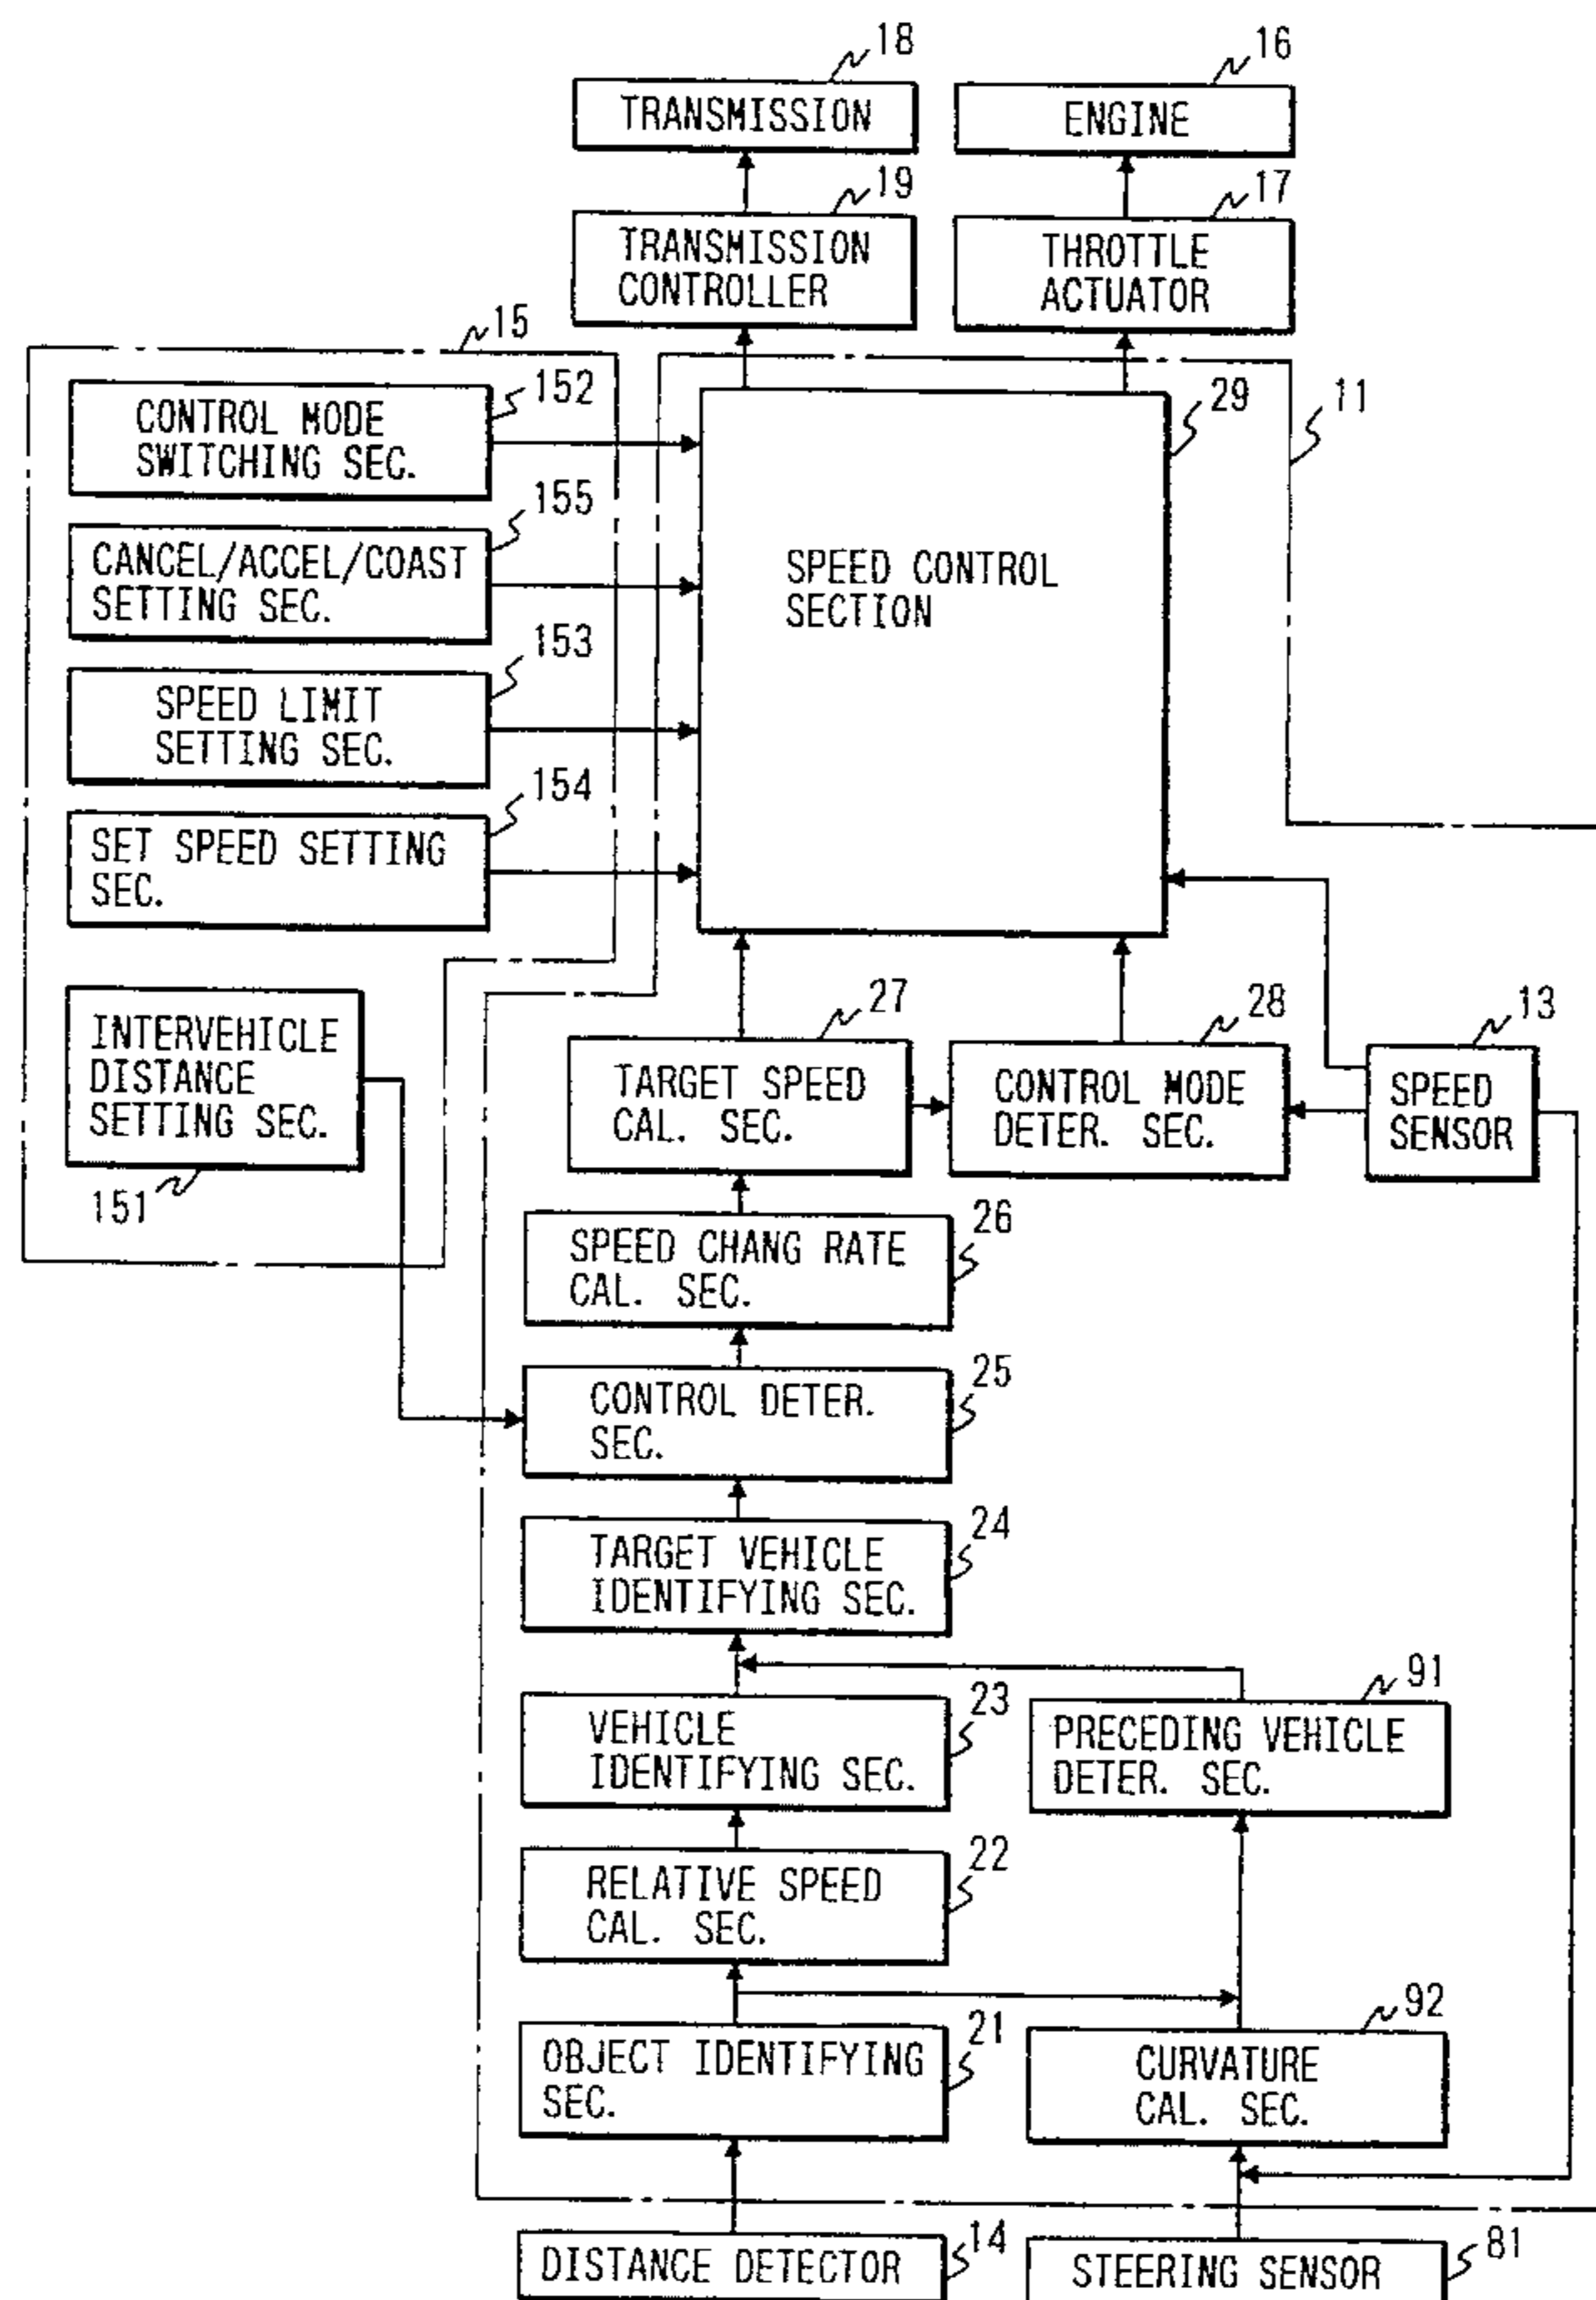 18
16
TRANSMISSION
ENGINE
19
17
TRANSMISSION
CONTROLLER
THROTTLE
ACTUATOR
15
152
29
11
CONTROL MODE
SWITCHING SEC.
155
CANCEL/ACCEL/COAST
SETTING SEC.
SPEED CONTROL
SECTION
153
SPEED LIMIT
SETTING SEC.
154
SET SPEED SETTING
SEC.
INTERVEHICLE
DISTANCE
SETTING SEC.
151
27
28
13
TARGET SPEED
CAL. SEC.
CONTROL MODE
DETER. SEC.
SPEED
SENSOR
26
SPEED CHANG RATE
CAL. SEC.
25
CONTROL DETER.
SEC.
24
TARGET VEHICLE
IDENTIFYING SEC.
23
91
VEHICLE
IDENTIFYING SEC.
PRECEDING VEHICLE
DETER. SEC.
22
RELATIVE SPEED
CAL. SEC.
21
92
OBJECT IDENTIFYING
SEC.
CURVATURE
CAL. SEC.
14
81
DISTANCE DETECTOR
STEERING SENSOR